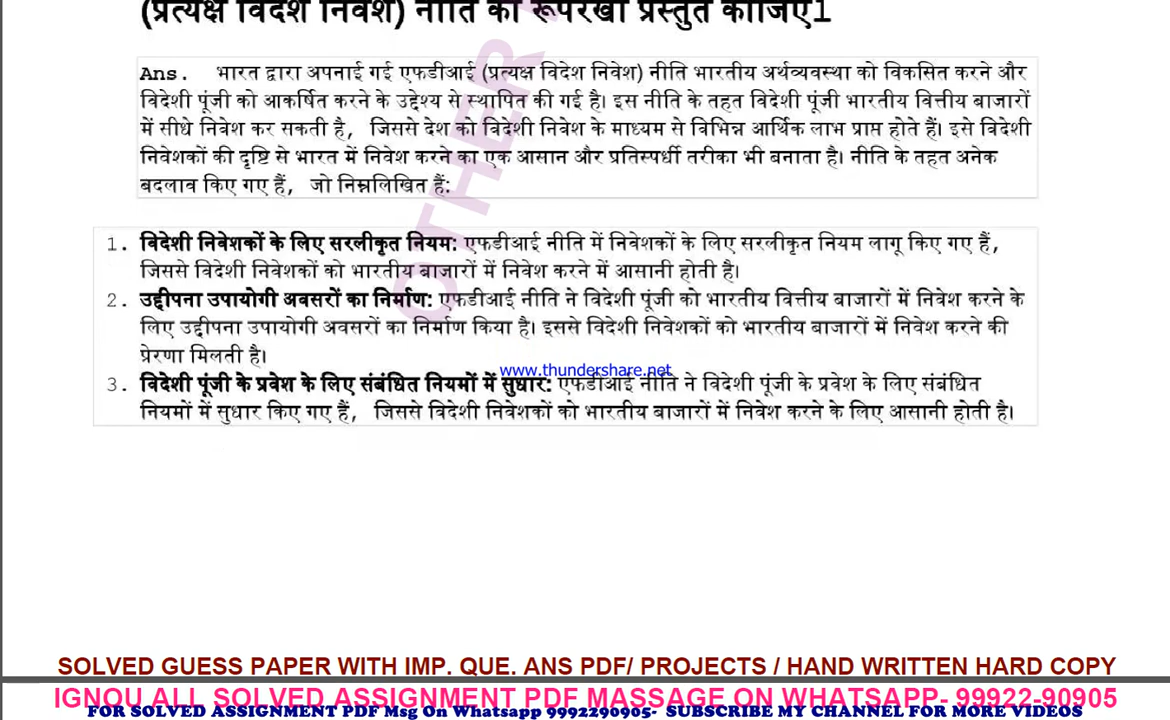 (प्रत्यक्ष विदेश निवेश) नीति की रूपरेखा प्रस्तुत कीजिए1
Ans. भारत द्वारा अपनाई गई एफडीआई (प्रत्यक्ष विदेश निवेश) नीति भारतीय अर्थव्यवस्था को विकसित करने और
विदेशी पूंजी को आकर्षित करने के उद्देश्य से स्थापित की गई है। इस नीति के तहत विदेशी पूंजी भारतीय वित्तीय बाजारों
में सीधे निवेश कर सकती है, जिससे देश को विदेशी निवेश के माध्यम से विभिन्न आर्थिक लाभ प्राप्त होते हैं। इसे विदेशी
निवेशकों की दृष्टि से भारत में निवेश करने का एक आसान और प्रतिस्पर्धी तरीका भी बनाता है। नीति के तहत अनेक
बदलाव किए गए हैं, जो निम्नलिखित हैं:
1. विदेशी निवेशकों के लिए सरलीकृत नियम: एफडीआई नीति में निवेशकों के लिए सरलीकृत नियम लागू किए गए हैं,
जिससे विदेशी निवेशकों को भारतीय बाजारों में निवेश करने में आसानी होती है।
2. उद्दीपना उपायोगी अवसरों का निर्माण: एफडीआई नीति ने विदेशी पूंजी को भारतीय वित्तीय बाजारों में निवेश करने के
लिए उद्दीपना उपायोगी अवसरों का निर्माण किया है। इससे विदेशी निवेशकों को भारतीय बाजारों में निवेश करने की
प्रेरणा मिलती है।
www.thundershare.net
3. विदेशी पूंजी के प्रवेश के लिए संबंधित नियमों में सुधार: एफडीआई नीति ने विदेशी पूंजी के प्रवेश के लिए संबंधित
नियमों में सुधार किए गए हैं, जिससे विदेशी निवेशकों को भारतीय बाजारों में निवेश करने के लिए आसानी होती है।
OTHER
SOLVED GUESS PAPER WITH IMP. QUE. ANS PDF/ PROJECTS / HAND WRITTEN HARD COPY
IGNOU ALL SOLVED ASSIGNMENT PDF MASSAGE ON WHATSAPP- 99922-90905
FOR SOLVED ASSIGNMENT PDF Msg On Whatsapp 9992290905- SUBSCRIBE MY CHANNEL FOR MORE VIDEOS